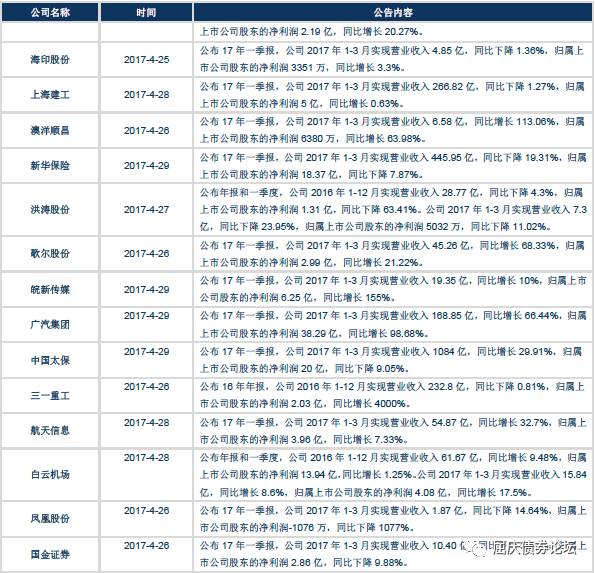 公司名称 时间 公告内容
上市公司股东的净利润 2.19 亿，同比增长 20.27%。
海印股份 2017-4-25 公布 17 年一季报，公司 2017 年 1-3 月实现营业收入 4.85 亿，同比下降 1.36%，归属上
市公司股东的净利润 3351 万，同比增长 3.3%。
上海建工 2017-4-28 公布 17 年一季报，公司 2017 年 1-3 月实现营业收入 266.82 亿，同比下降 1.27%，归属
上市公司股东的净利润 5 亿，同比增长 0.63%。
澳洋顺昌 2017-4-26 公布 17 年一季报，公司 2017 年 1-3 月实现营业收入 6.58 亿，同比增长 113.06%，归属
上市公司股东的净利润 6380 万，同比增长 63.98%。
新华保险 2017-4-29 公布 17 年一季报，公司 2017 年 1-3 月实现营业收入 445.95 亿，同比下降 19.31%，归属
上市公司股东的净利润 18.37 亿，同比下降 7.87%。
洪涛股份 2017-4-27 公布年报和一季度，公司 2016 年 1-12 月实现营业收入 28.77 亿，同比下降 4.3%，归属
上市公司股东的净利润 1.31 亿，同比下降 63.41%。公司 2017 年 1-3 月实现营业收入 7.3
亿，同比下降 23.95%，归属上市公司股东的净利润 5032 万，同比下降 11.02%。
歌尔股份 2017-4-26 公布 17 年一季报，公司 2017 年 1-3 月实现营业收入 45.26 亿，同比增长 68.33%，归属
上市公司股东的净利润 2.99 亿，同比增长 21.22%。
皖新传媒 2017-4-29 公布 17 年一季报，公司 2017 年 1-3 月实现营业收入 19.35 亿，同比增长 10%，归属上市
公司股东的净利润 6.25 亿，同比增长 155%。
广汽集团 2017-4-29 公布 17 年一季报，公司 2017 年 1-3 月实现营业收入 168.85 亿，同比增长 66.44%，归属
上市公司股东的净利润 38.29 亿，同比增长 98.68%。
中国太保 2017-4-29 公布 17 年一季报，公司 2017 年 1-3 月实现营业收入 1084 亿，同比增长 29.91%，归属
上市公司股东的净利润 20 亿，同比下降 9.05%。
三一重工 2017-4-26 公布 16 年年报，公司 2016 年 1-12 月实现营业收入 232.8 亿，同比下降 0.81%，归属上
市公司股东的净利润 2.03 亿，同比增长 4000%。
航天信息 2017-4-28 公布 17 年一季报，公司 2017 年 1-3 月实现营业收入 54.87 亿，同比增长 32.7%，归属上
市公司股东的净利润 3.96 亿，同比增长 7.33%。
白云机场 2017-4-28 公布年报和一季度，公司 2016 年 1-12 月实现营业收入 61.67 亿，同比增长 9.48%，归属
上市公司股东的净利润 13.94 亿，同比增长 1.25%。公司 2017 年 1-3 月实现营业收入 15.84
亿，同比增长 8.6%，归属上市公司股东的净利润 4.08 亿，同比增长 17.5%。
凤凰股份 2017-4-26 公布 17 年一季报，公司 2017 年 1-3 月实现营业收入 1.87 亿，同比下降 14.64%，归属上
市公司股东的净利润-1076 万，同比下降 1077%。
国金证券 2017-4-26 公布 17 年一季报，公司 2017 年 1-3 月实现营业收入 10.40 亿，同比下降
上市公司股东的净利润 2.86 亿，同比下降 9.88%。
屈庆债券论坛